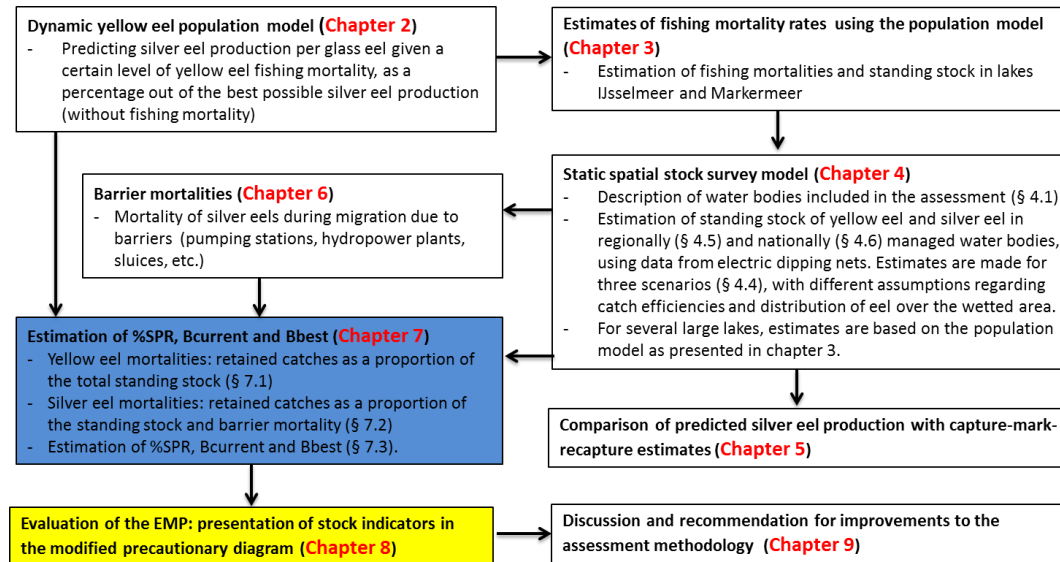 Dynamic yellow eel population model (Chapter 2)
- Predicting silver eel production per glass eel given a
certain level of yellow eel fishing mortality, as a
percentage out of the best possible silver eel production
(without fishing mortality)
Estimates of fishing mortality rates using the population model
(Chapter 3)
- Estimation of fishing mortalities and standing stock in lakes
IJsselmeer and Markermeer
Barrier mortalities (Chapter 6)
- Mortality of silver eels during migration due to
barriers (pumping stations, hydropower plants,
sluices, etc.)
Static spatial stock survey model (Chapter 4)
- Description of water bodies included in the assessment (§ 4.1)
- Estimation of standing stock of yellow eel and silver eel in
regionally (§ 4.5) and nationally (§ 4.6) managed water bodies,
using data from electric dipping nets. Estimates are made for
three scenarios (§ 4.4), with different assumptions regarding
catch efficiencies and distribution of eel over the wetted area.
- For several large lakes, estimates are based on the population
model as presented in chapter 3.
Estimation of %SPR, Bcurrent and Bbest (Chapter 7)
- Yellow eel mortalities: retained catches as a proportion of
the total standing stock (§ 7.1)
- Silver eel mortalities: retained catches as a proportion of
the standing stock and barrier mortality (§ 7.2)
- Estimation of %SPR, Bcurrent and Bbest (§ 7.3).
Comparison of predicted silver eel production with capture-mark-
recapture estimates (Chapter 5)
Evaluation of the EMP: presentation of stock indicators in
the modified precautionary diagram (Chapter 8)
Discussion and recommendation for improvements to the
assessment methodology (Chapter 9)